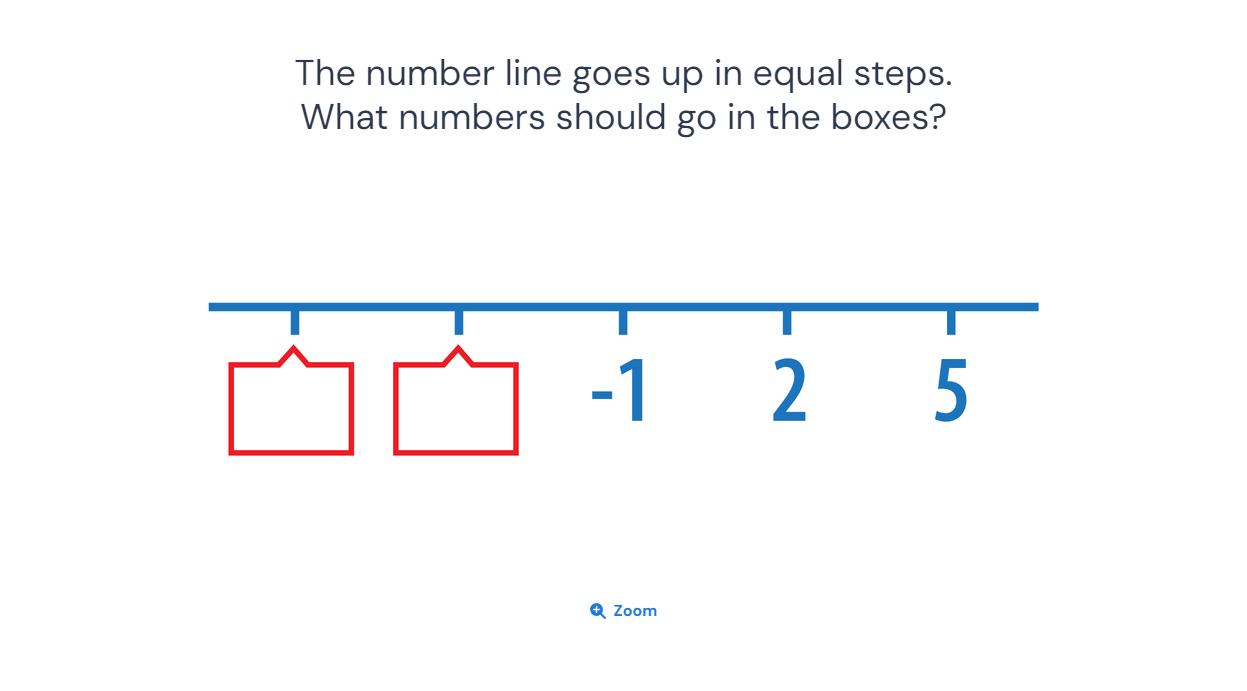 The number line goes up in equal steps.
What numbers should go in the boxes?
-1 2 5
Zoom